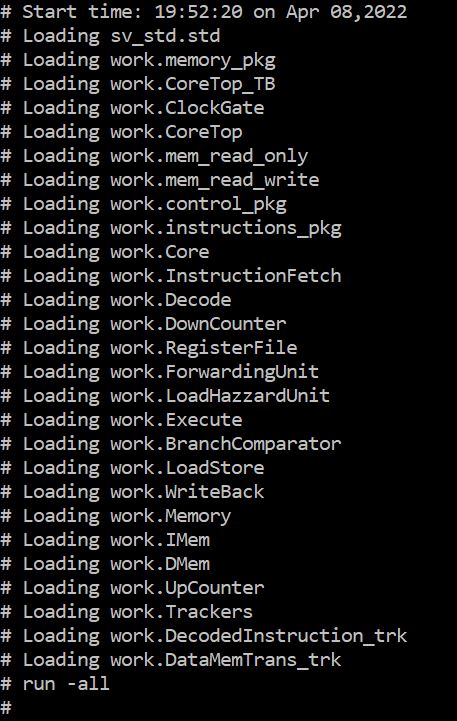 # Start time: 19:52:20 on Apr 08,2022
# Loading sv_std.std
# Loading work.memory_pkg
# Loading work.CoreTop_TB
# Loading work.ClockGate
# Loading work.CoreTop
# Loading work.mem_read_only
# Loading work.mem_read_write
# Loading work.control_pkg
# Loading work.instructions_pkg
# Loading work.Core
# Loading work.InstructionFetch
# Loading work.Decode
# Loading work.DownCounter
# Loading work.RegisterFile
# Loading work.ForwardingUnit
# Loading work.LoadHazzardUnit
# Loading work.Execute
# Loading work.BranchComparator
# Loading work.LoadStore
# Loading work.WriteBack
# Loading work.Memory
# Loading work.IMem
# Loading work.DMem
# Loading work.UpCounter
# Loading work.Trackers
# Loading work.DecodedInstruction_trk
# Loading work.DataMemTrans_trk
# run -all
#